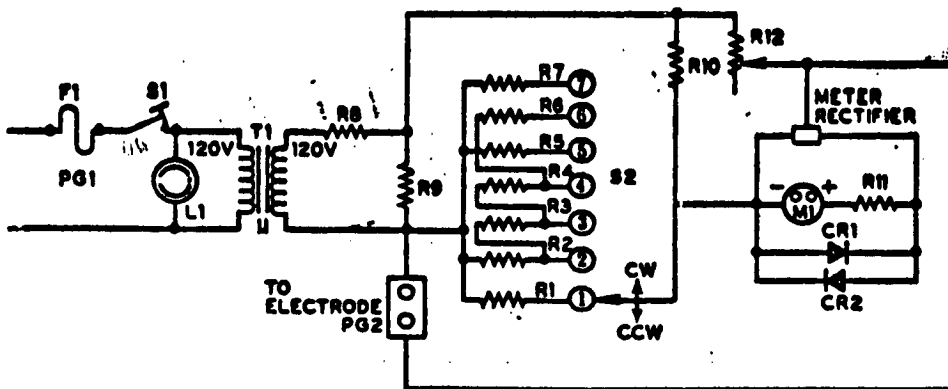 F1
S1
PG1
L1
T1
120V
120V
R8
R9
R7
7
R6
6
R5
5
R4
4
R3
3
R2
2
R1
1
S2
CW
CCW
TO
ELECTRODE
PG2
R10
R12
METER
RECTIFIER
-
+
M1
R11
CR1
CR2